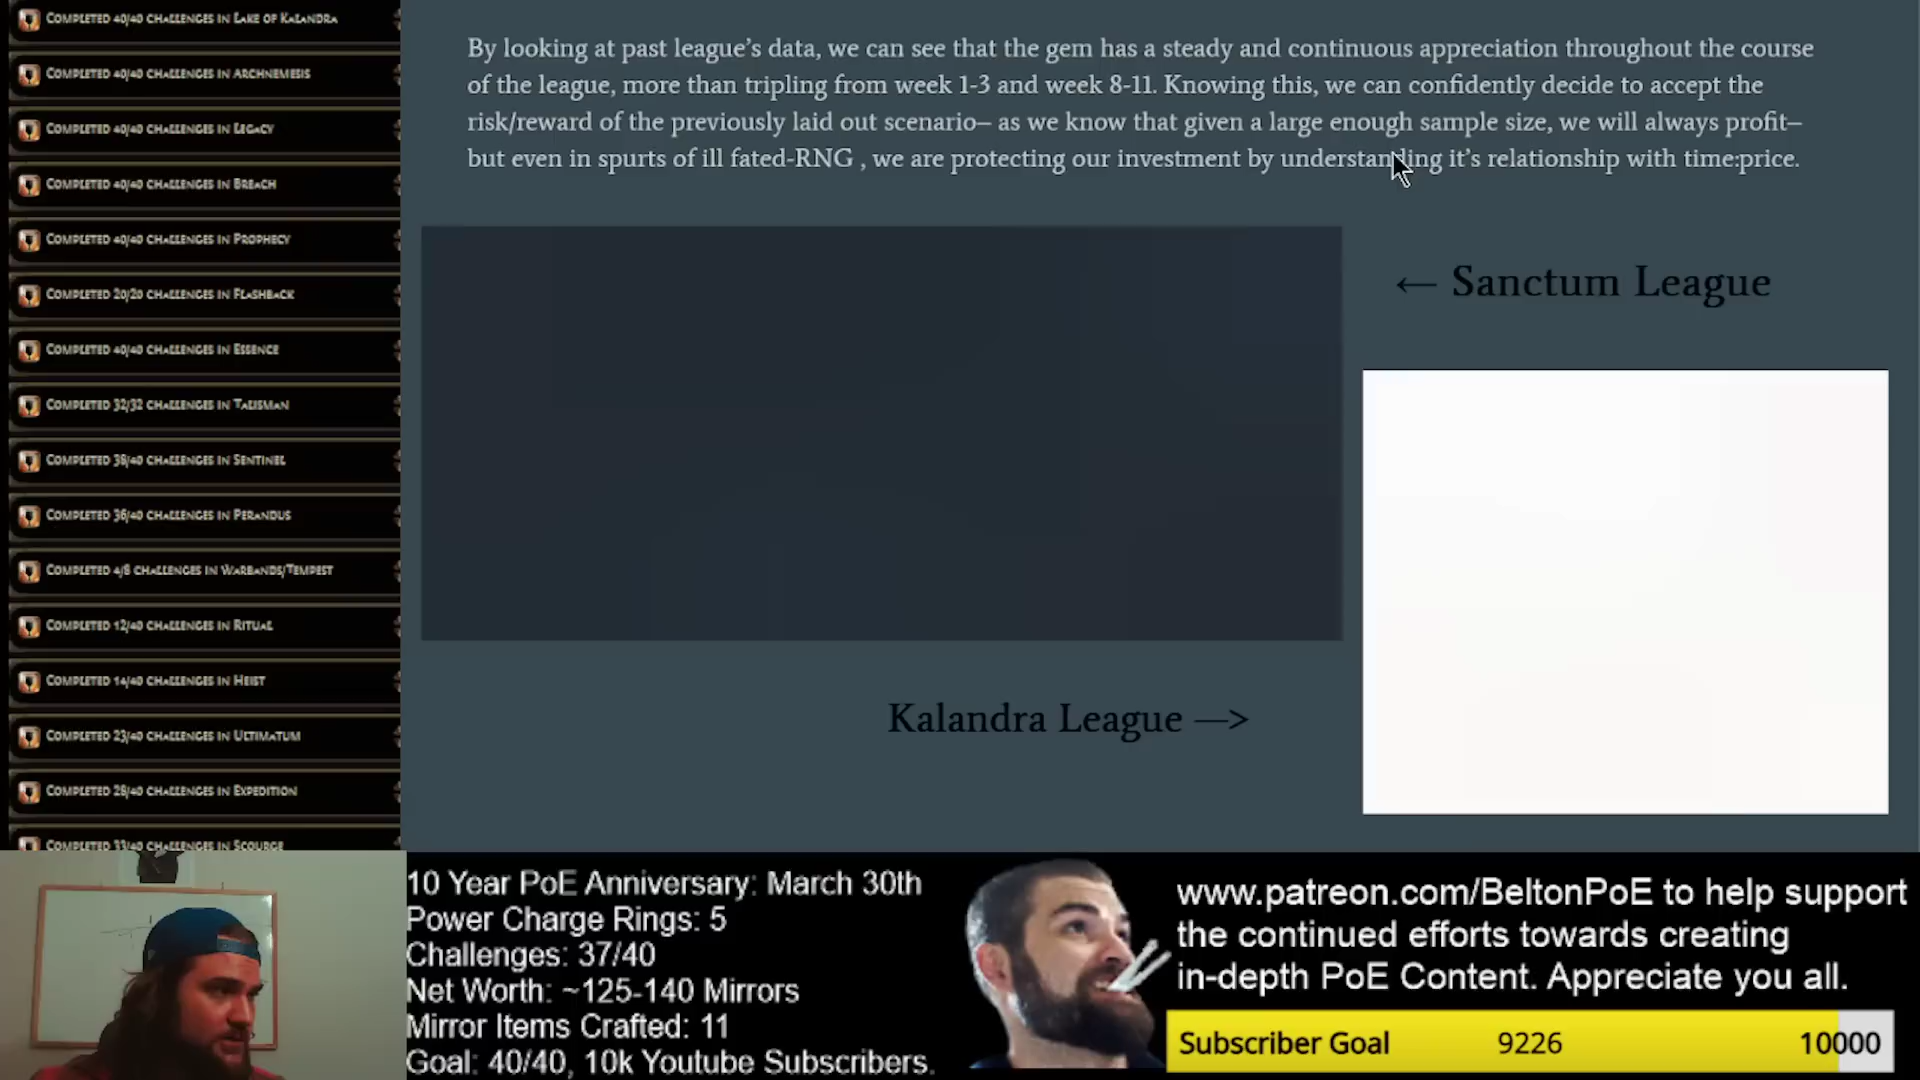 COMPLETED 40/40 CHALLENGES IN LAKE OF KALANDRA
COMPLETED 40/40 CHALLENGES IN ARCHNEMESIS
COMPLETED 40/40 CHALLENGES IN LEGACY
COMPLETED 40/40 CHALLENGES IN BREACH
COMPLETED 40/40 CHALLENGES IN PROPHECY
COMPLETED 20/20 CHALLENGES IN FLASHBACK
COMPLETED 40/40 CHALLENGES IN ESSENCE
COMPLETED 32/32 CHALLENGES IN TALISMAN
COMPLETED 38/40 CHALLENGES IN SENTINEL
COMPLETED 36/40 CHALLENGES IN PERANDUS
COMPLETED 4/8 CHALLENGES IN WARBANDS/TEMPEST
COMPLETED 12/40 CHALLENGES IN RITUAL
COMPLETED 14/40 CHALLENGES IN HEIST
COMPLETED 23/40 CHALLENGES IN ULTIMATUM
COMPLETED 28/40 CHALLENGES IN EXPEDITION
COMPLETED 33/40 CHALLENGES IN SCOURGE
By looking at past league's data, we can see that the gem has a steady and continuous appreciation throughout the course
of the league, more than tripling from week 1-3 and week 8-11. Knowing this, we can confidently decide to accept the
risk/reward of the previously laid out scenario– as we know that given a large enough sample size, we will always profit–
but even in spurts of ill fated-RNG , we are protecting our investment by understanding it's relationship with time:price.
← Sanctum League
Kalandra League —>
10 Year PoE Anniversary: March 30th
Power Charge Rings: 5
Challenges: 37/40
Net Worth: ~125-140 Mirrors
Mirror Items Crafted: 11
Goal: 40/40, 10k Youtube Subscribers.
www.patreon.com/BeltonPoE to help support
the continued efforts towards creating
in-depth PoE Content. Appreciate you all.
Subscriber Goal 9226 10000